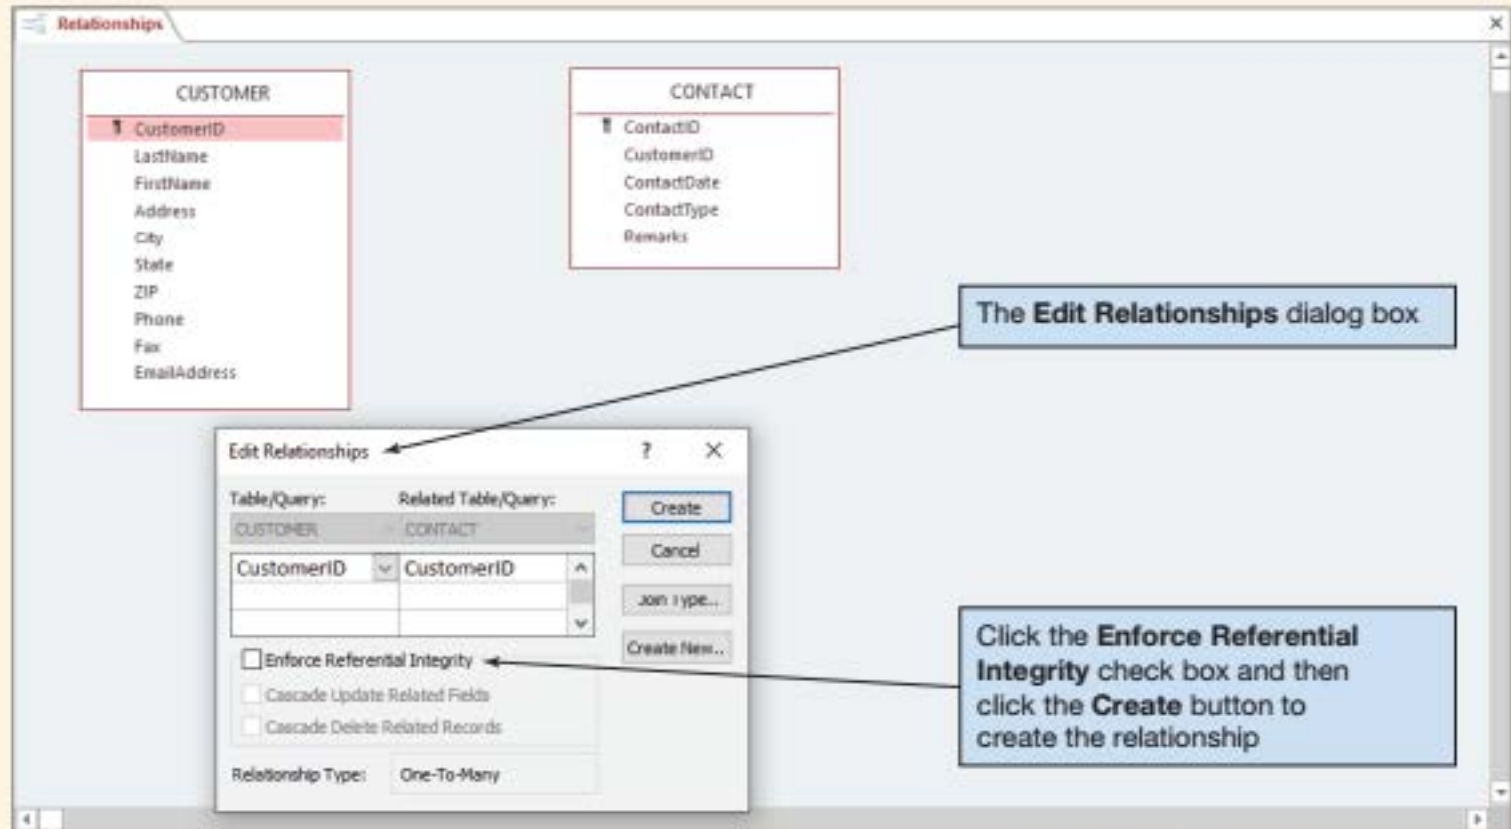 Relationships
CUSTOMER
CustomerID
LastName
FirstName
Address
City
State
ZIP
Phone
Fax
EmailAddress
CONTACT
ContactID
CustomerID
ContactDate
ContactType
Remarks
The Edit Relationships dialog box
Edit Relationships
?
Table/Query:
Related Table/Query:
CUSTOMER
CONTACT
CustomerID
CustomerID
Create
Cancel
Join Type...
Create New..
Enforce Referential Integrity
Cascade Update Related Fields
Cascade Delete Related Records
Relationship Type:
One-To-Many
Click the Enforce Referential
Integrity check box and then
click the Create button to
create the relationship